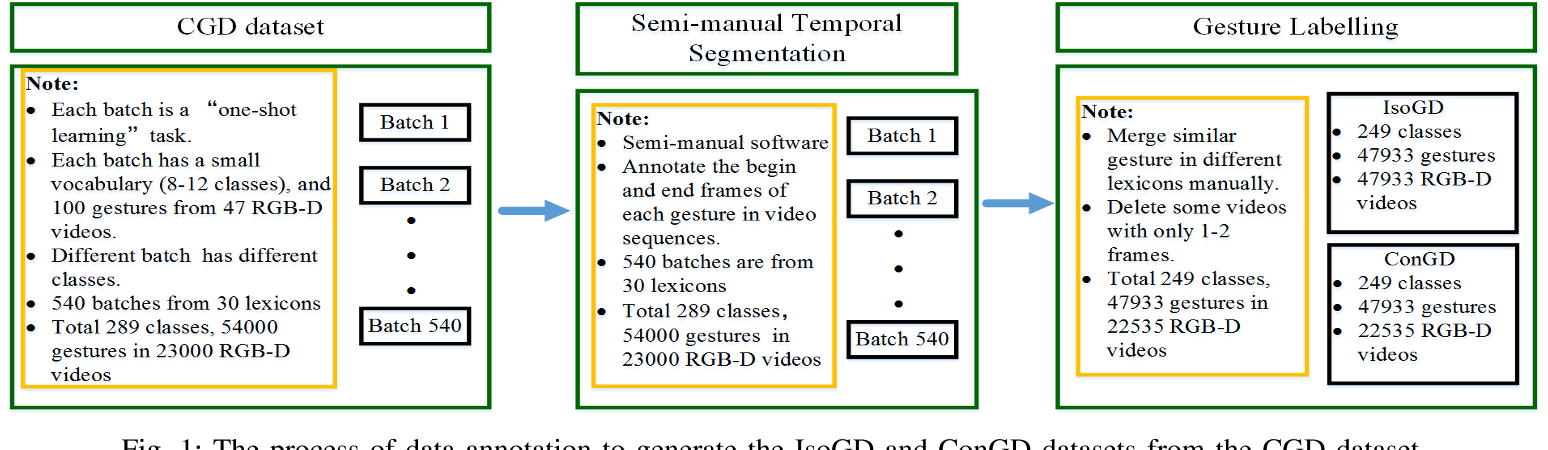 CGD dataset
Note:
• Each batch is a “one-shot
learning” task.
• Each batch has a small
vocabulary (8-12 classes), and
100 gestures from 47 RGB-D
videos.
• Different batch has different
classes.
• 540 batches from 30 lexicons
• Total 289 classes, 54000
gestures in 23000 RGB-D
videos
Batch 1
Batch 2
Batch 540
Semi-manual Temporal
Segmentation
Note:
• Semi-manual software
• Annotate the begin
and end frames of
each gesture in video
sequences.
• 540 batches are from
30 lexicons
• Total 289 classes,
54000 gestures in
23000 RGB-D videos
Batch 1
Batch 2
Batch 540
Gesture Labelling
Note:
• Merge similar
gesture in different
lexicons manually.
• Delete some videos
with only 1-2
frames.
• Total 249 classes,
47933 gestures in
22535 RGB-D
videos
IsoGD
• 249 classes
• 47933 gestures
• 47933 RGB-D
videos
ConGD
• 249 classes
• 47933 gestures
• 22535 RGB-D
videos
Fig. 1: The process of data annotation to generate the IsoGD and ConGD datasets from the CGD dataset